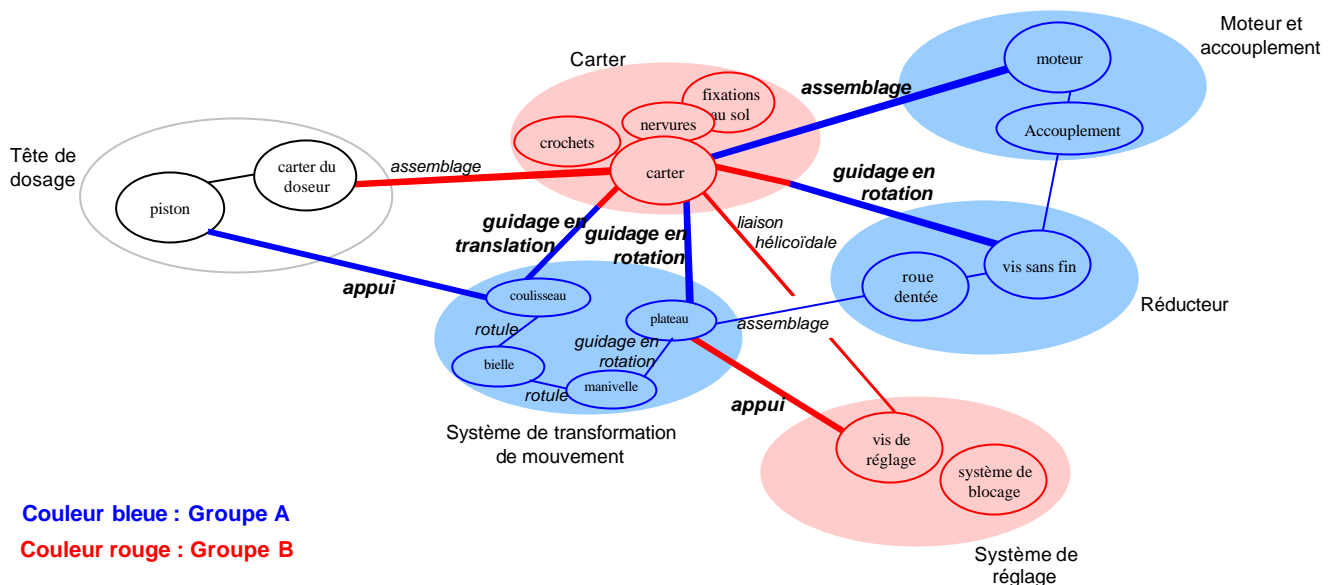 Moteur et
accouplement
Carter
moteur
assemblage
fixations
au sol
nervures
crochets
Accouplement
Tête de
dosage
carter du
doseur
assemblage
carter
piston
guidage en
rotation
guidage en
translation
guidage en
rotation
liaison
hélicoïdale
vis sans fin
roue
dentée
appui
coulisseau
plateau
Réducteur
rotule
assemblage
guidage en
rotation
bielle
manivelle
rotule
appui
Système de transformation
de mouvement
vis de
réglage
système de
blocage
Couleur bleue : Groupe A
Couleur rouge : Groupe B
Système de
réglage